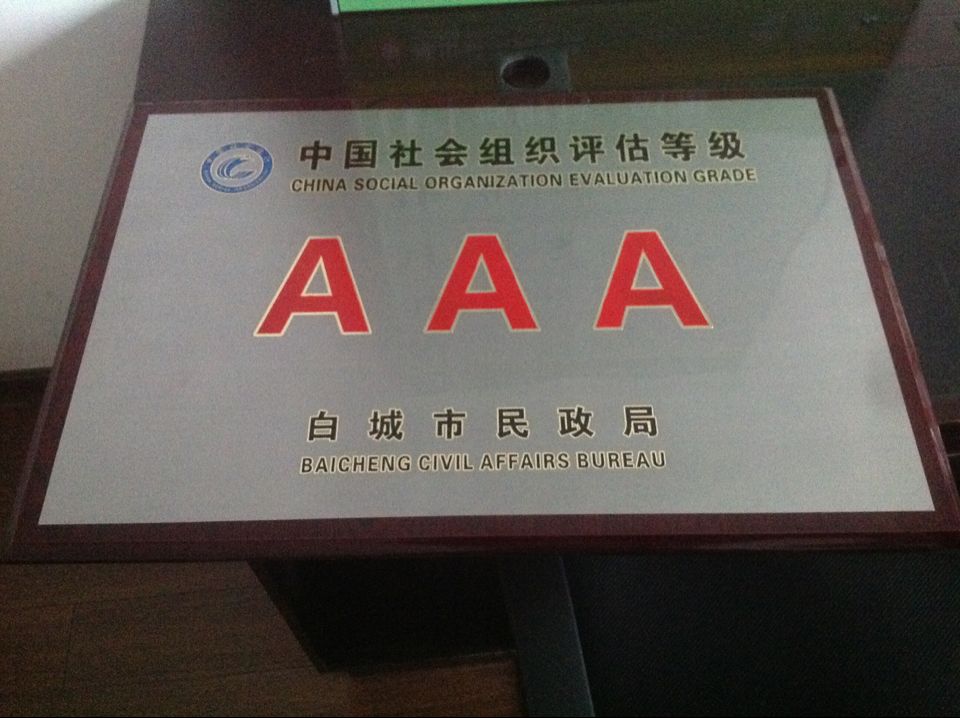 中国社会组织评估等级
CHINA SOCIAL ORGANIZATION EVALUATION GRADE
AAA
白城市民政局
BAICHENG CIVIL AFFAIRS BUREAU